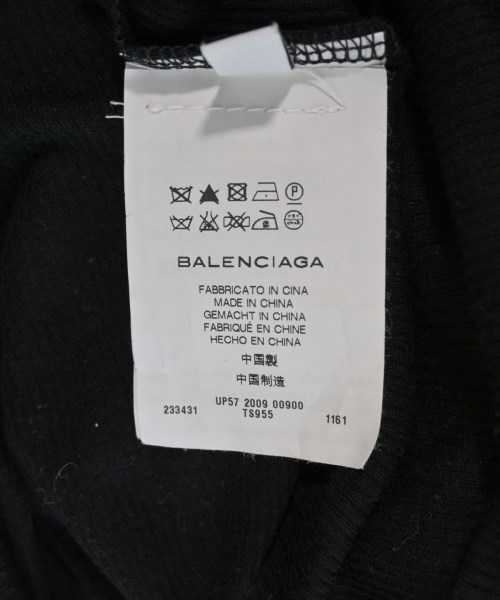 P
BALENCIAGA
FABBRICATO IN CINA
MADE IN CHINA
GEMACHT IN CHINA
FABRIQUÉ EN CHINE
HECHO EN CHINA
中国製
中国制造
UP57 2009 00900
233431 TS955 1161